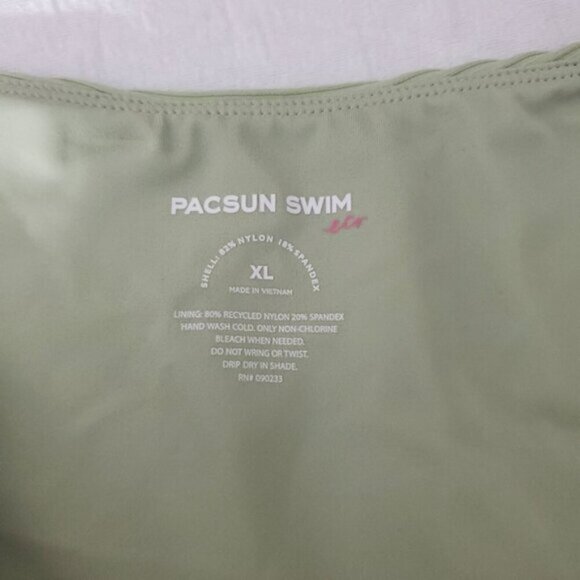 PACSUN SWIM
eco
SHELL: 82% NYLON 18% SPANDEX
XL
MADE IN VIETNAM
LINING: 80% RECYCLED NYLON 20% SPANDEX
HAND WASH COLD. ONLY NON-CHLORINE
BLEACH WHEN NEEDED.
DO NOT WRING OR TWIST.
DRIP DRY IN SHADE.
RN# 090233